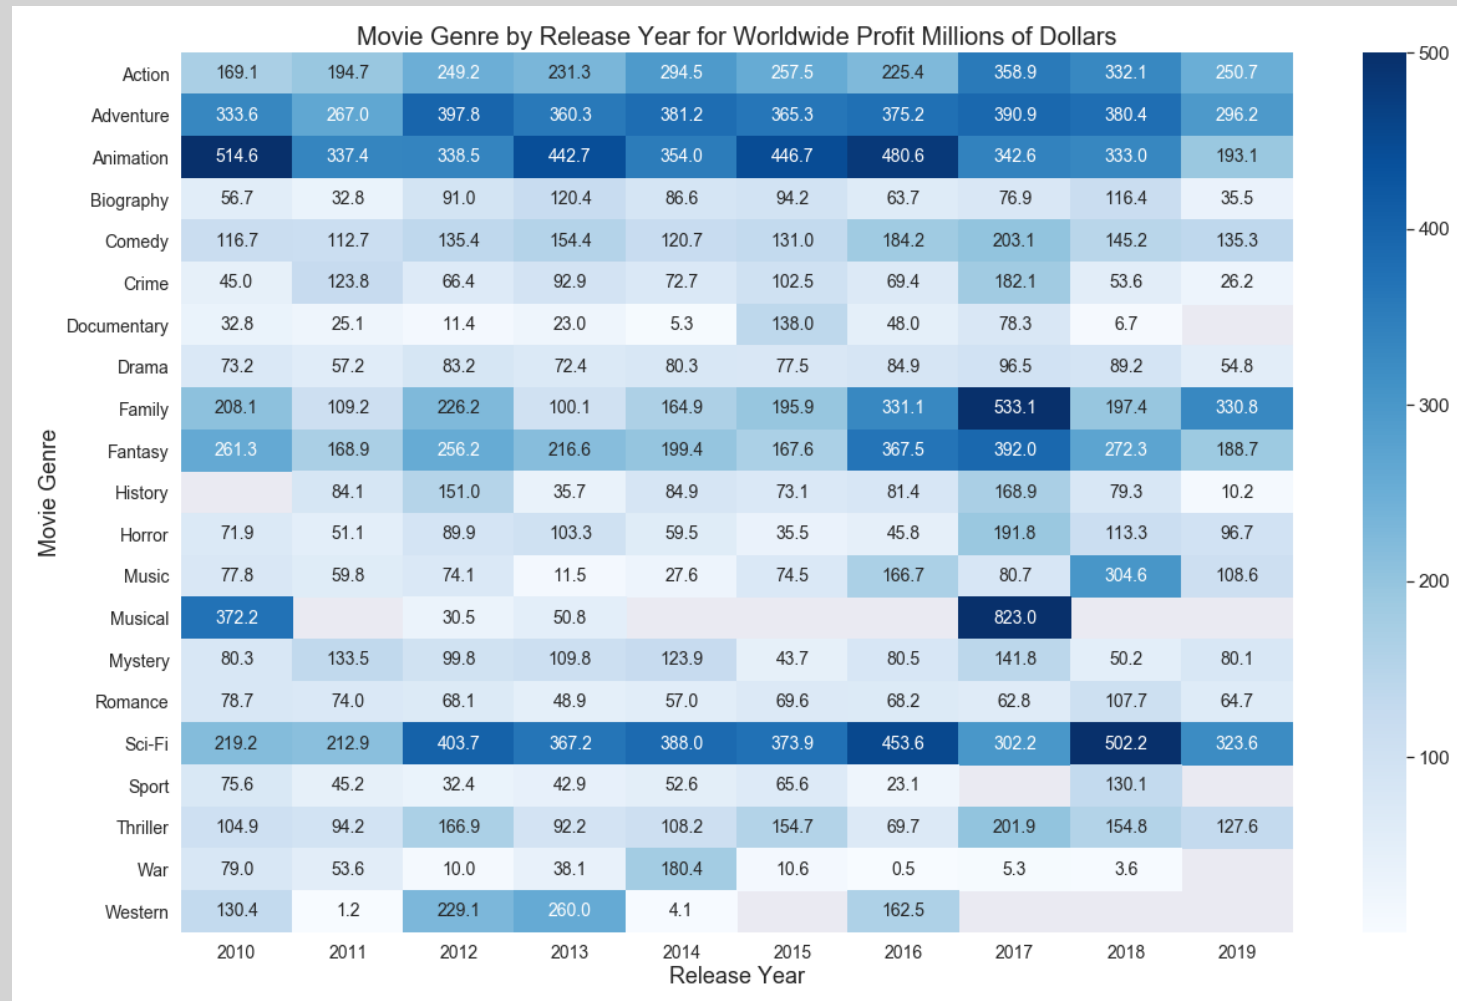 Movie Genre by Release Year for Worldwide Profit Millions of Dollars
Action 169.1 194.7 249.2 231.3 294.5 257.5 225.4 358.9 332.1 250.7
Adventure 333.6 267.0 397.8 360.3 381.2 365.3 375.2 390.9 380.4 296.2
Animation 514.6 337.4 338.5 442.7 354.0 446.7 480.6 342.6 333.0 193.1
Biography 56.7 32.8 91.0 120.4 86.6 94.2 63.7 76.9 116.4 35.5
Comedy 116.7 112.7 135.4 154.4 120.7 131.0 184.2 203.1 145.2 135.3
Crime 45.0 123.8 66.4 92.9 72.7 102.5 69.4 182.1 53.6 26.2
Documentary 32.8 25.1 11.4 23.0 5.3 138.0 48.0 78.3 6.7
Drama 73.2 57.2 83.2 72.4 80.3 77.5 84.9 96.5 89.2 54.8
Family 208.1 109.2 226.2 100.1 164.9 195.9 331.1 533.1 197.4 330.8
Fantasy 261.3 168.9 256.2 216.6 199.4 167.6 367.5 392.0 272.3 188.7
History 84.1 151.0 35.7 84.9 73.1 81.4 168.9 79.3 10.2
Horror 71.9 51.1 89.9 103.3 59.5 35.5 45.8 191.8 113.3 96.7
Music 77.8 59.8 74.1 11.5 27.6 74.5 166.7 80.7 304.6 108.6
Musical 372.2 30.5 50.8 823.0
Mystery 80.3 133.5 99.8 109.8 123.9 43.7 80.5 141.8 50.2 80.1
Romance 78.7 74.0 68.1 48.9 57.0 69.6 68.2 62.8 107.7 64.7
Sci-Fi 219.2 212.9 403.7 367.2 388.0 373.9 453.6 302.2 502.2 323.6
Sport 75.6 45.2 32.4 42.9 52.6 65.6 23.1 130.1
Thriller 104.9 94.2 166.9 92.2 108.2 154.7 69.7 201.9 154.8 127.6
War 79.0 53.6 10.0 38.1 180.4 10.6 0.5 5.3 3.6
Western 130.4 1.2 229.1 260.0 4.1 162.5
2010 2011 2012 2013 2014 2015 2016 2017 2018 2019
Release Year
Movie Genre
500
400
300
200
100